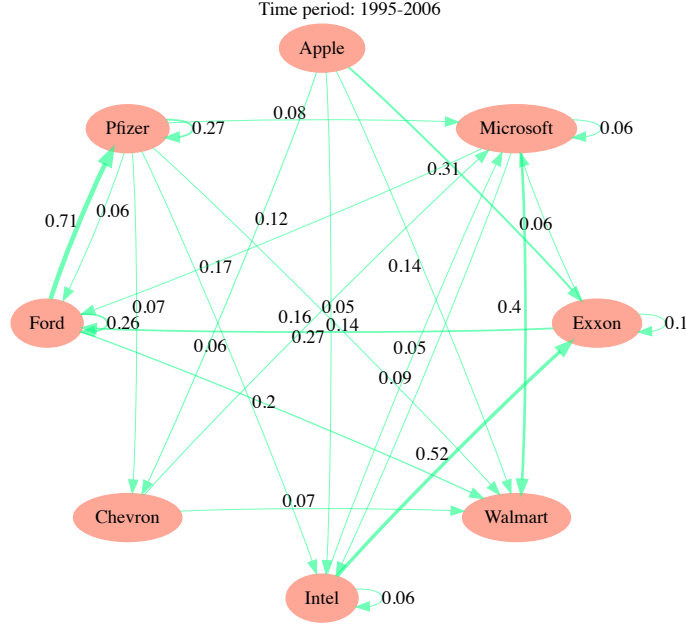 Time period: 1995-2006
Apple
Pfizer
0.27
0.08
Microsoft
0.06
0.31
0.71
0.06
0.12
0.06
0.17
0.14
0.07
0.05
0.4
0.16
0.14
Ford
0.26
0.27
Exxon
0.1
0.06
0.05
0.09
0.2
0.52
0.07
Chevron
Walmart
Intel
0.06